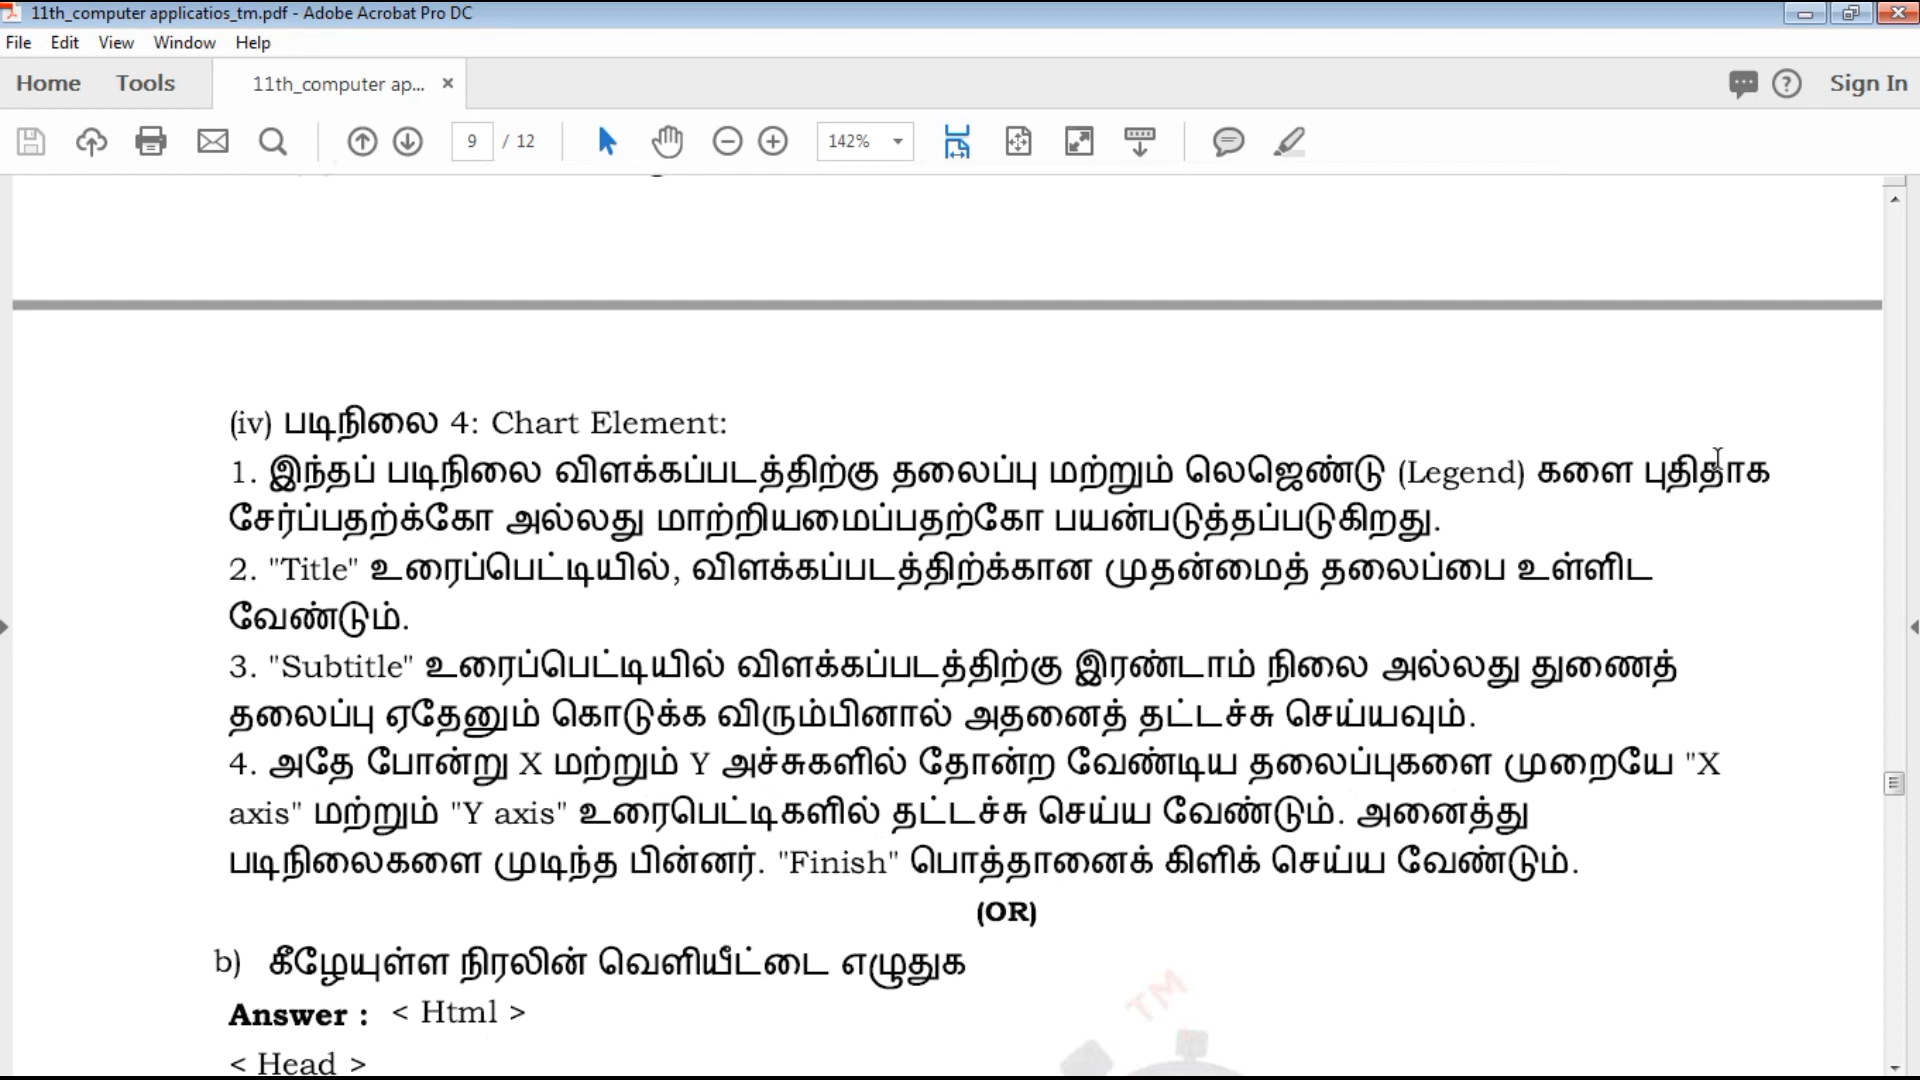 11th_computer applicatios_tm.pdf - Adobe Acrobat Pro DC
File Edit View Window Help
Home Tools 11th_computer ap... × Sign In
9 / 12 142%
(iv) படிநிலை 4: Chart Element:
1. இந்தப் படிநிலை விளக்கப்படத்திற்கு தலைப்பு மற்றும் லெஜெண்டு (Legend) களை புதிதாக
சேர்ப்பதற்க்கோ அல்லது மாற்றியமைப்பதற்கோ பயன்படுத்தப்படுகிறது.
2. "Title" உரைப்பெட்டியில், விளக்கப்படத்திற்க்கான முதன்மைத் தலைப்பை உள்ளிட
வேண்டும்.
3. "Subtitle" உரைப்பெட்டியில் விளக்கப்படத்திற்கு இரண்டாம் நிலை அல்லது துணைத்
தலைப்பு ஏதேனும் கொடுக்க விரும்பினால் அதனைத் தட்டச்சு செய்யவும்.
4. அதே போன்று X மற்றும் Y அச்சுகளில் தோன்ற வேண்டிய தலைப்புகளை முறையே "X
axis" மற்றும் "Y axis" உரைபெட்டிகளில் தட்டச்சு செய்ய வேண்டும். அனைத்து
படிநிலைகளை முடிந்த பின்னர். "Finish" பொத்தானைக் கிளிக் செய்ய வேண்டும்.
(OR)
b) கீழேயுள்ள நிரலின் வெளியீட்டை எழுதுக
Answer : < Html >
TM
< Head >